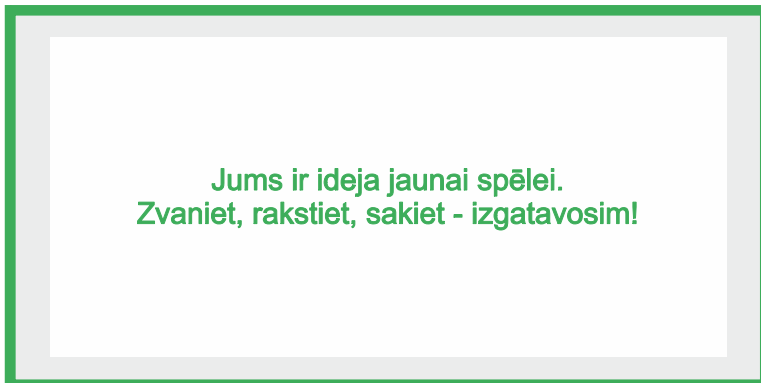 Jums ir ideja jaunai spēlei.
Zvaniet, rakstiet, sakiet - izgatavosim!